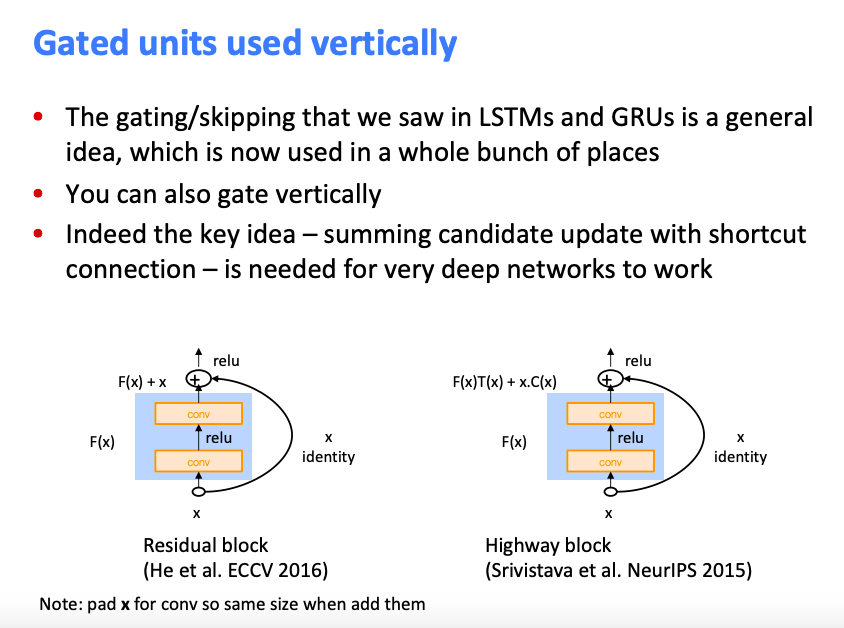 Gated units used vertically
• The gating/skipping that we saw in LSTMs and GRUs is a general
idea, which is now used in a whole bunch of places
• You can also gate vertically
• Indeed the key idea – summing candidate update with shortcut
connection – is needed for very deep networks to work
relu
F(x) + x
+
conv
F(x)
relu
x
identity
conv
x
Residual block
(He et al. ECCV 2016)
relu
F(x)T(x) + x.C(x)
+
conv
F(x)
relu
x
identity
conv
x
Highway block
(Srivistava et al. NeurIPS 2015)
Note: pad x for conv so same size when add them